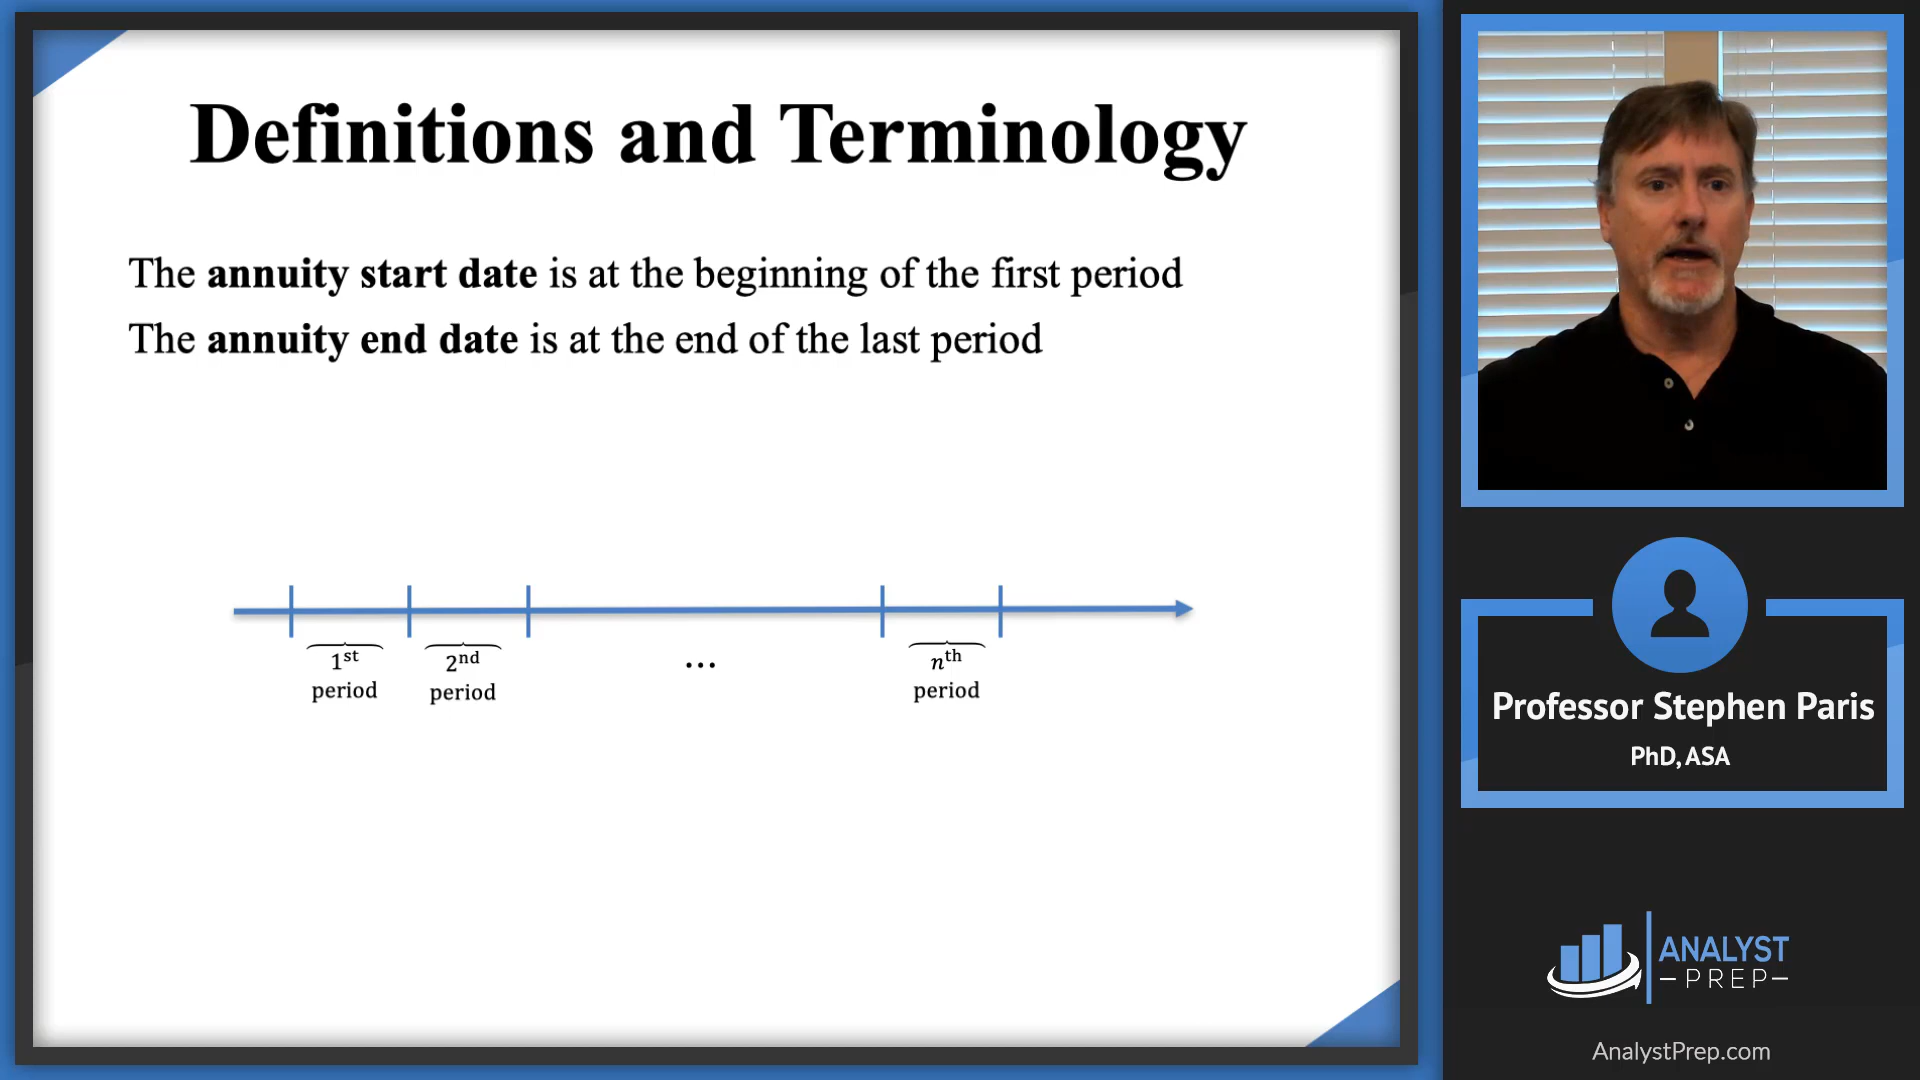 Definitions and Terminology
The annuity start date is at the beginning of the first period
The annuity end date is at the end of the last period
1st period
2nd period
...
nth period
Professor Stephen Paris
PhD, ASA
ANALYST
PREP
AnalystPrep.com